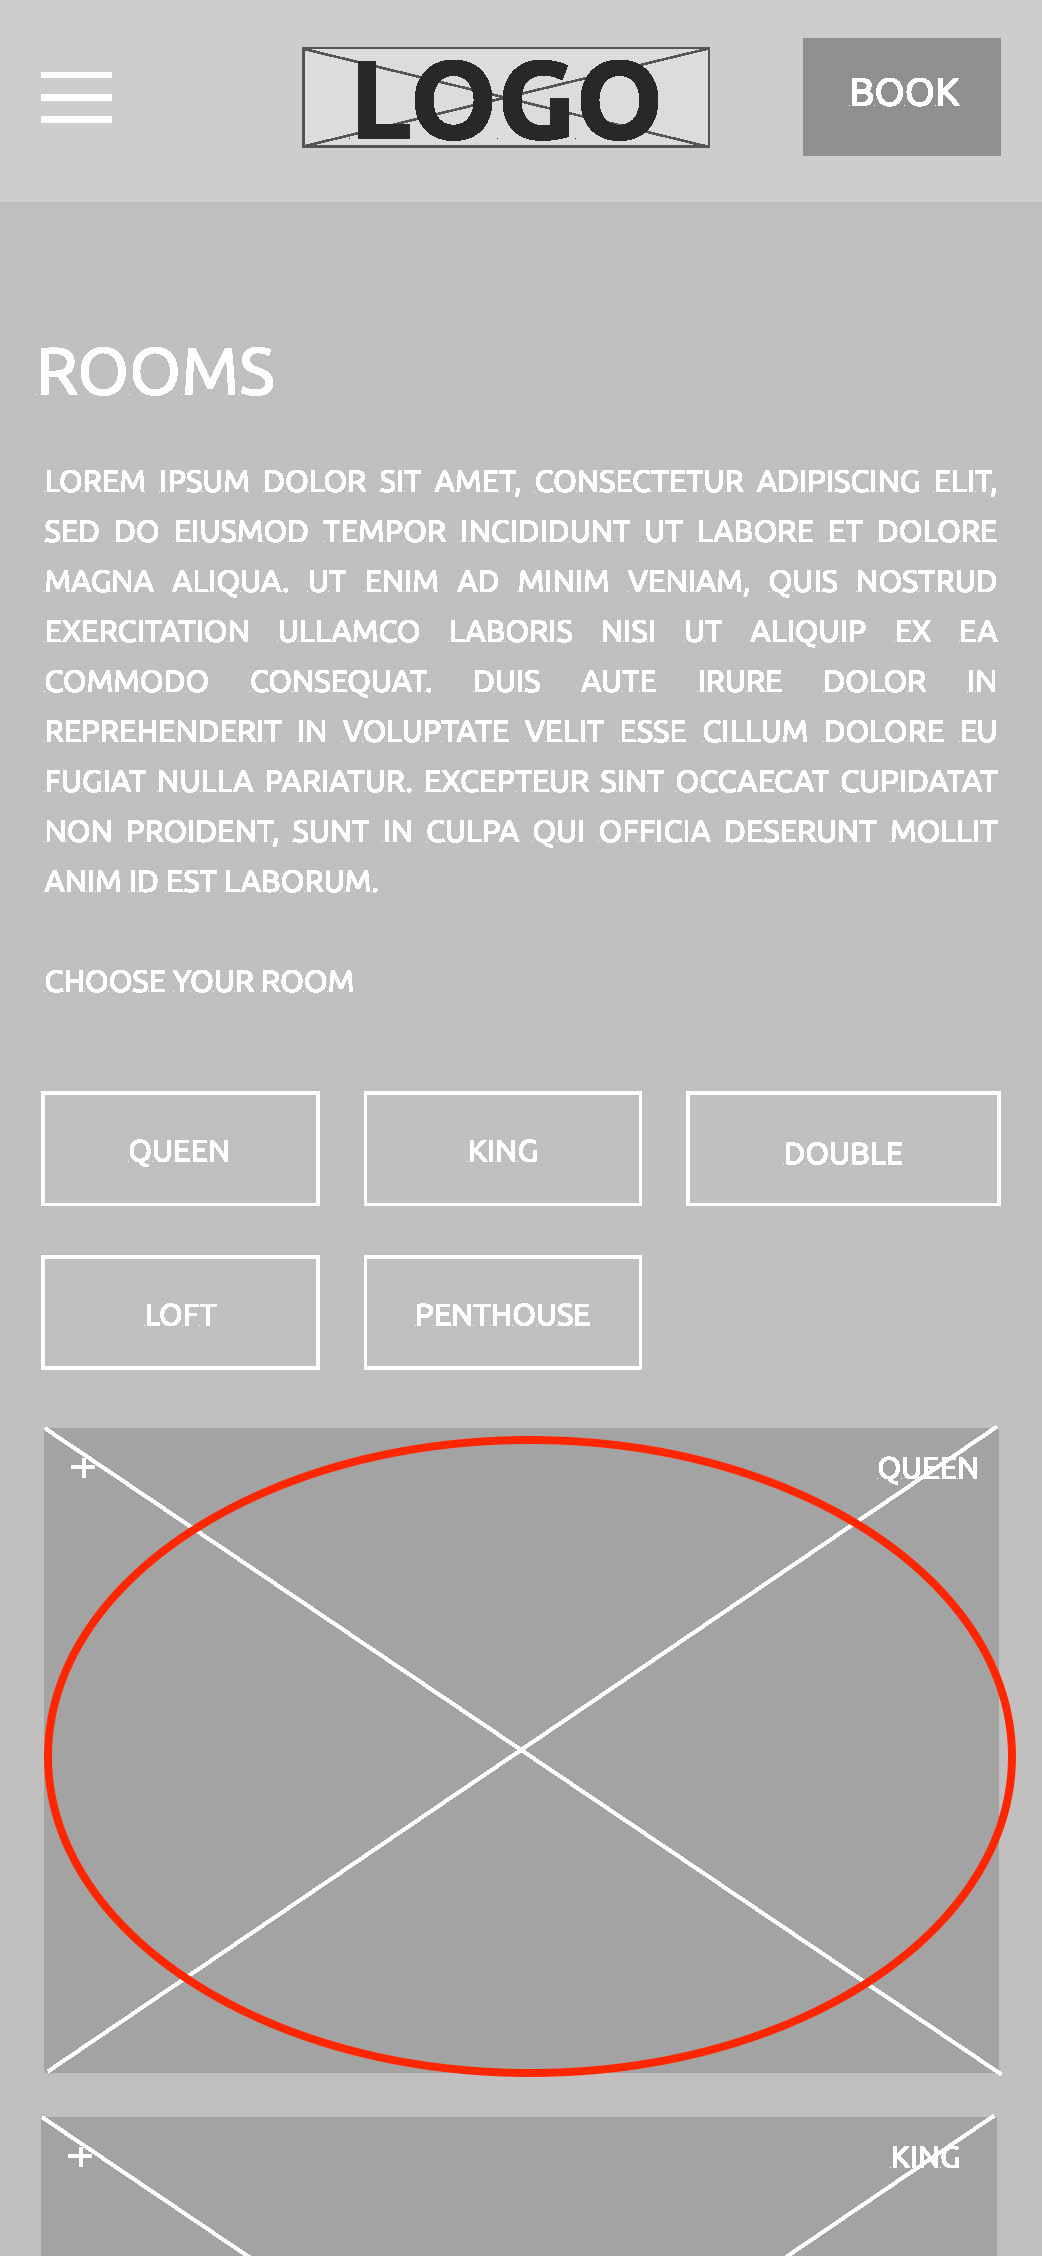 LOGO
BOOK
ROOMS
LOREM IPSUM DOLOR SIT AMET, CONSECTETUR ADIPISCING ELIT,
SED DO EIUSMOD TEMPOR INCIDIDUNT UT LABORE ET DOLORE
MAGNA ALIQUA. UT ENIM AD MINIM VENIAM, QUIS NOSTRUD
EXERCITATION ULLAMCO LABORIS NISI UT ALIQUIP EX EA
COMMODO CONSEQUAT. DUIS AUTE IRURE DOLOR IN
REPREHENDERIT IN VOLUPTATE VELIT ESSE CILLUM DOLORE EU
FUGIAT NULLA PARIATUR. EXCEPTEUR SINT OCCAECAT CUPIDATAT
NON PROIDENT, SUNT IN CULPA QUI OFFICIA DESERUNT MOLLIT
ANIM ID EST LABORUM.
CHOOSE YOUR ROOM
QUEEN
KING
DOUBLE
LOFT
PENTHOUSE
+ QUEEN
+ KING